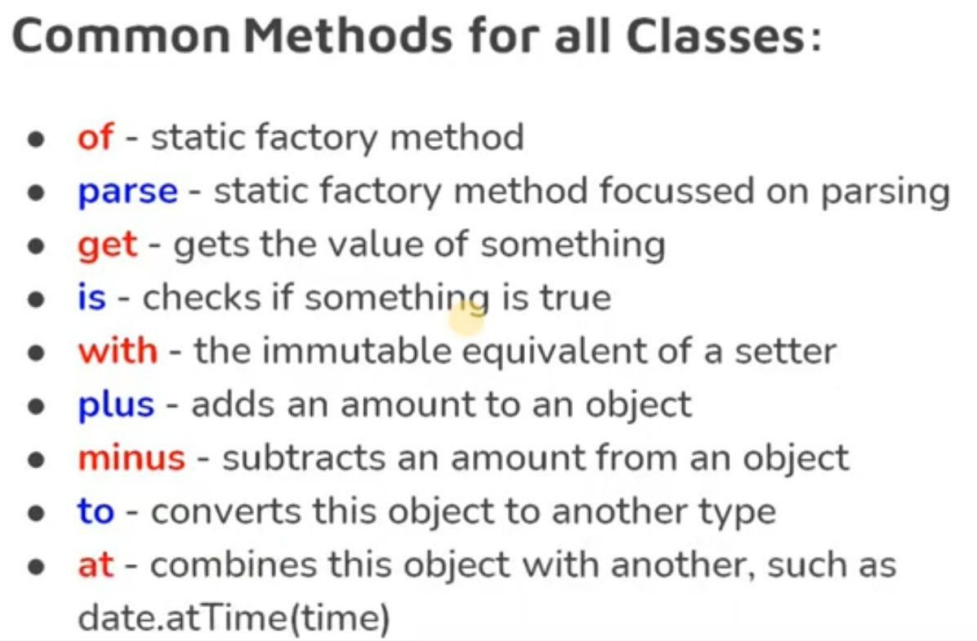 Common Methods for all Classes:
● of - static factory method
● parse - static factory method focussed on parsing
● get - gets the value of something
● is - checks if something is true
● with - the immutable equivalent of a setter
● plus - adds an amount to an object
● minus - subtracts an amount from an object
● to - converts this object to another type
● at - combines this object with another, such as
date.atTime(time)